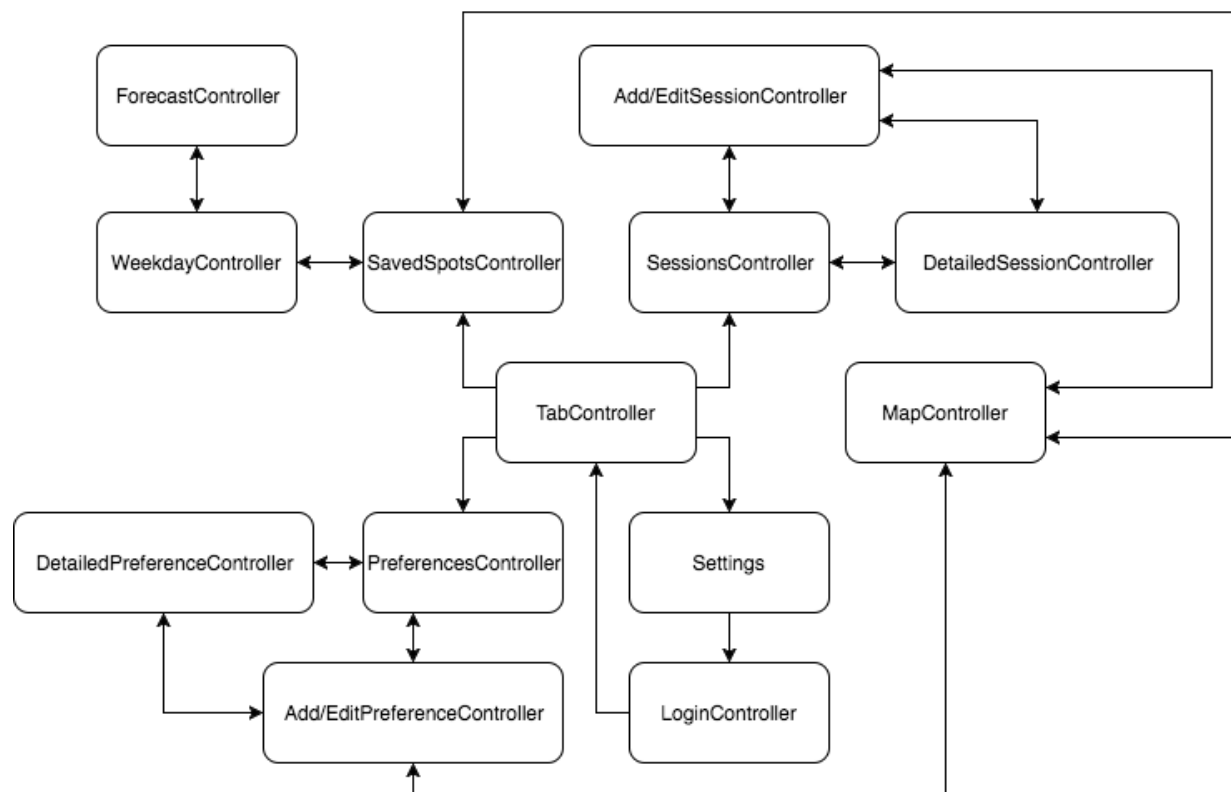 ForecastController
Add/EditSessionController
WeekdayController
SavedSpotsController
SessionsController
DetailedSessionController
TabController
MapController
DetailedPreferenceController
PreferencesController
Settings
Add/EditPreferenceController
LoginController